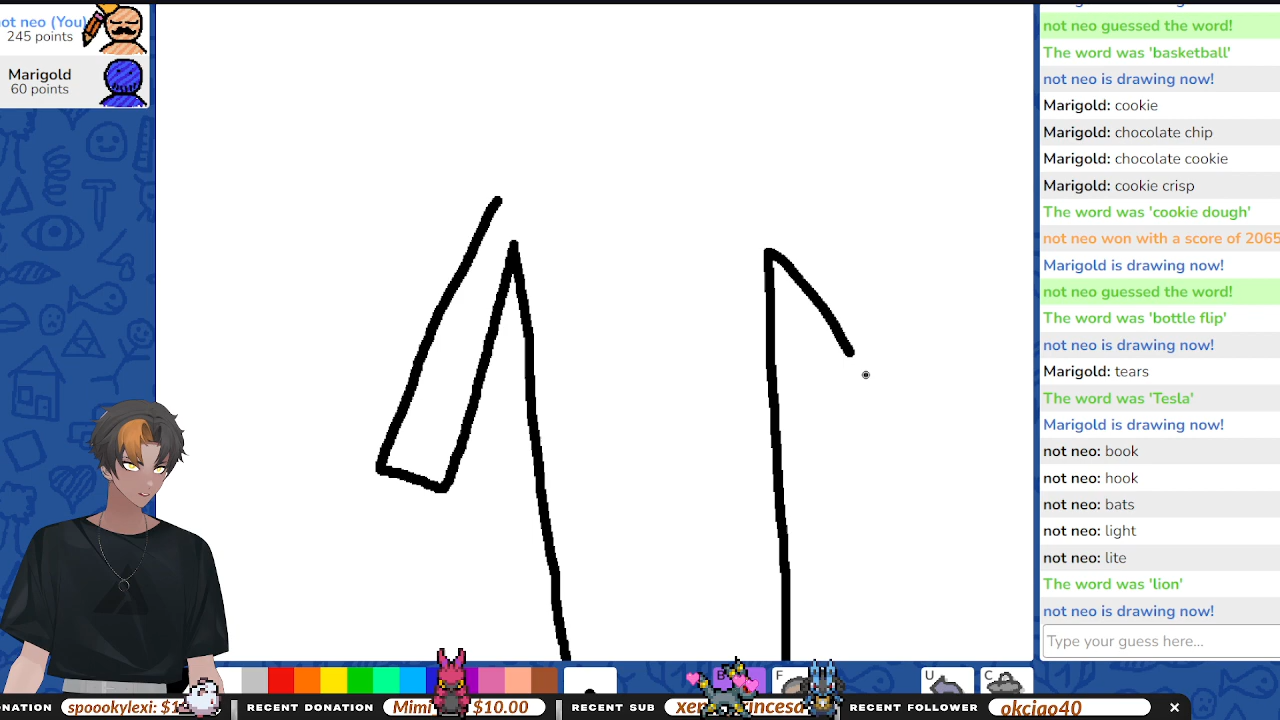 not neo (You)
245 points
Marigold
60 points
not neo guessed the word!
The word was 'basketball'
not neo is drawing now!
Marigold: cookie
Marigold: chocolate chip
Marigold: chocolate cookie
Marigold: cookie crisp
The word was 'cookie dough'
not neo won with a score of 2065
Marigold is drawing now!
not neo guessed the word!
The word was 'bottle flip'
not neo is drawing now!
Marigold: tears
The word was 'Tesla'
Marigold is drawing now!
not neo: book
not neo: hook
not neo: bats
not neo: light
not neo: lite
The word was 'lion'
not neo is drawing now!
Type your guess here...
B F U C
ONATION spoookylexi: $1 RECENT DONATION Mimi $10.00 RECENT SUB RECENT FOLLOWER okciao40